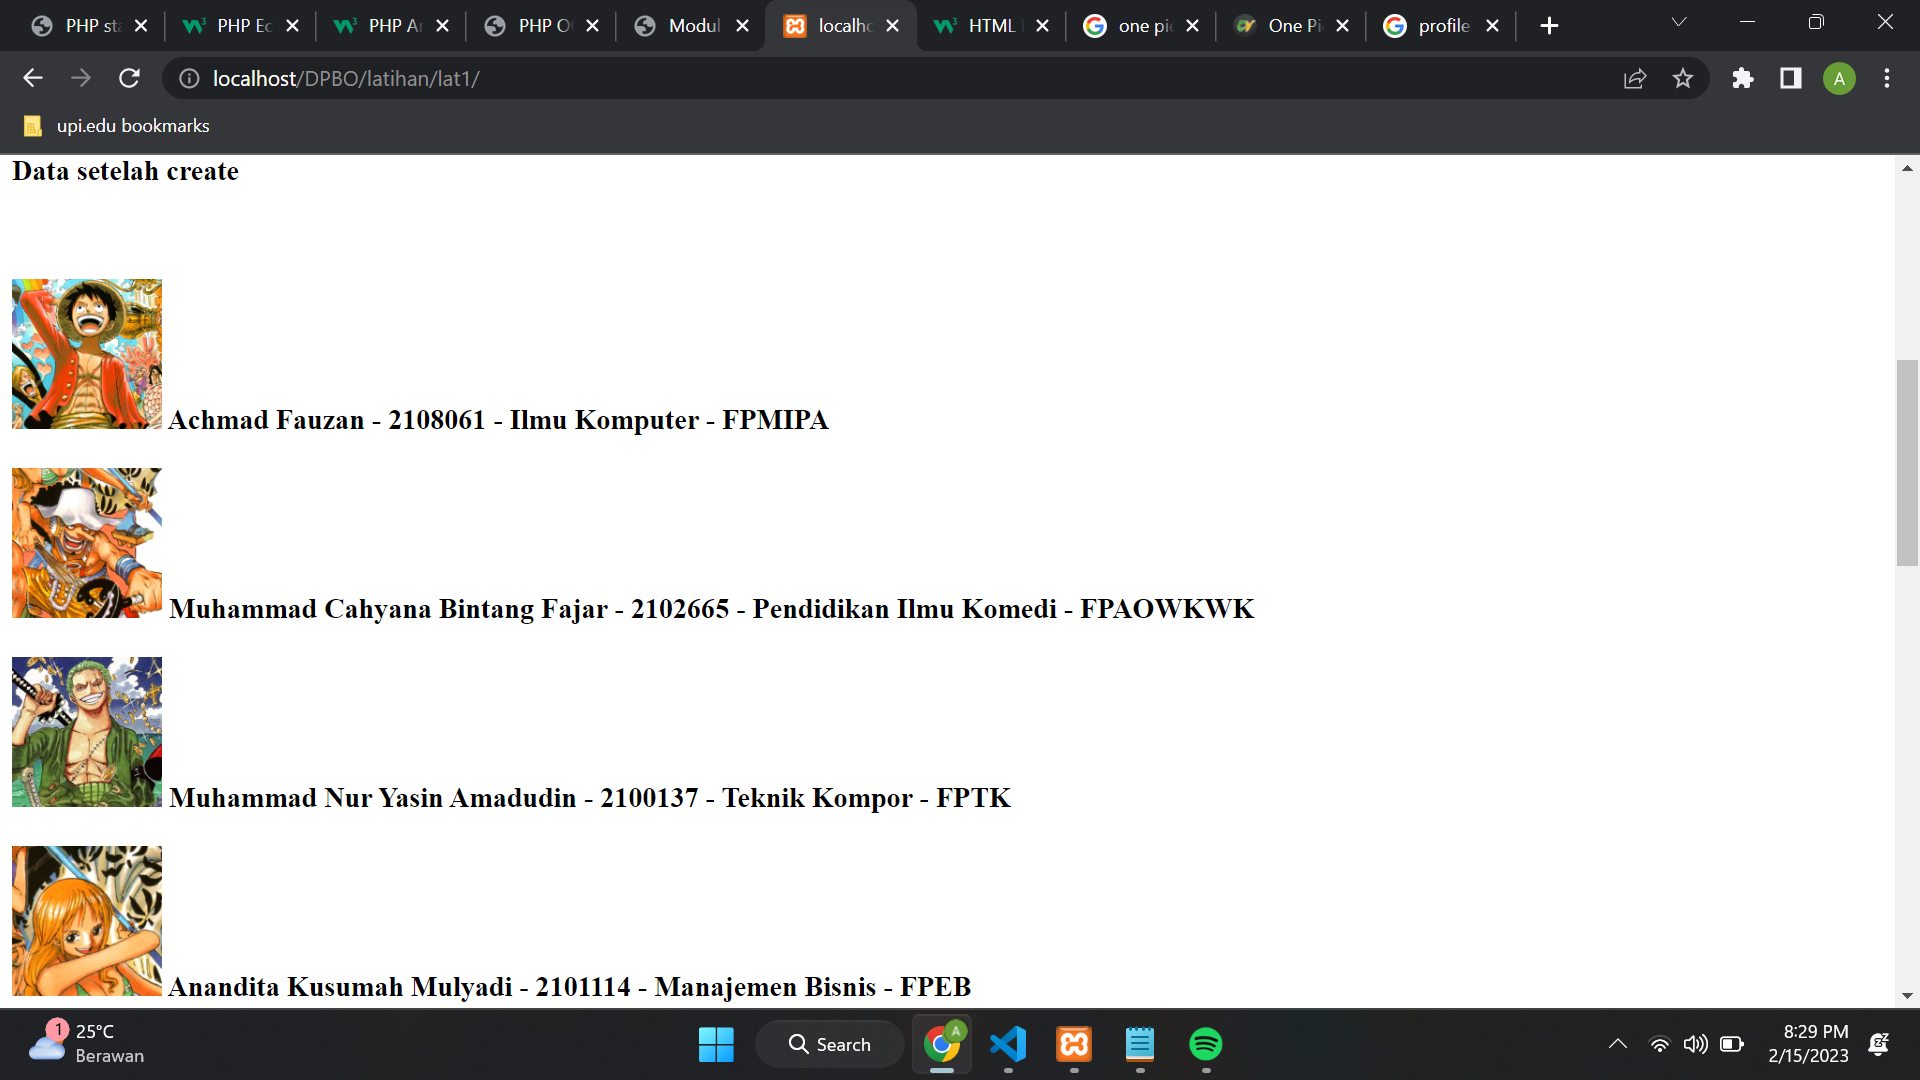 PHP st
PHP Ec
PHP Ar
PHP O
Modul
localho
HTML
one pi
One Pi
profile
localhost/DPBO/latihan/lat1/
A
upi.edu bookmarks
Data setelah create
Achmad Fauzan - 2108061 - Ilmu Komputer - FPMIPA
Muhammad Cahyana Bintang Fajar - 2102665 - Pendidikan Ilmu Komedi - FPAOWKWK
Muhammad Nur Yasin Amadudin - 2100137 - Teknik Kompor - FPTK
Anandita Kusumah Mulyadi - 2101114 - Manajemen Bisnis - FPEB
1
25°C
Berawan
Search
A
8:29 PM
2/15/2023